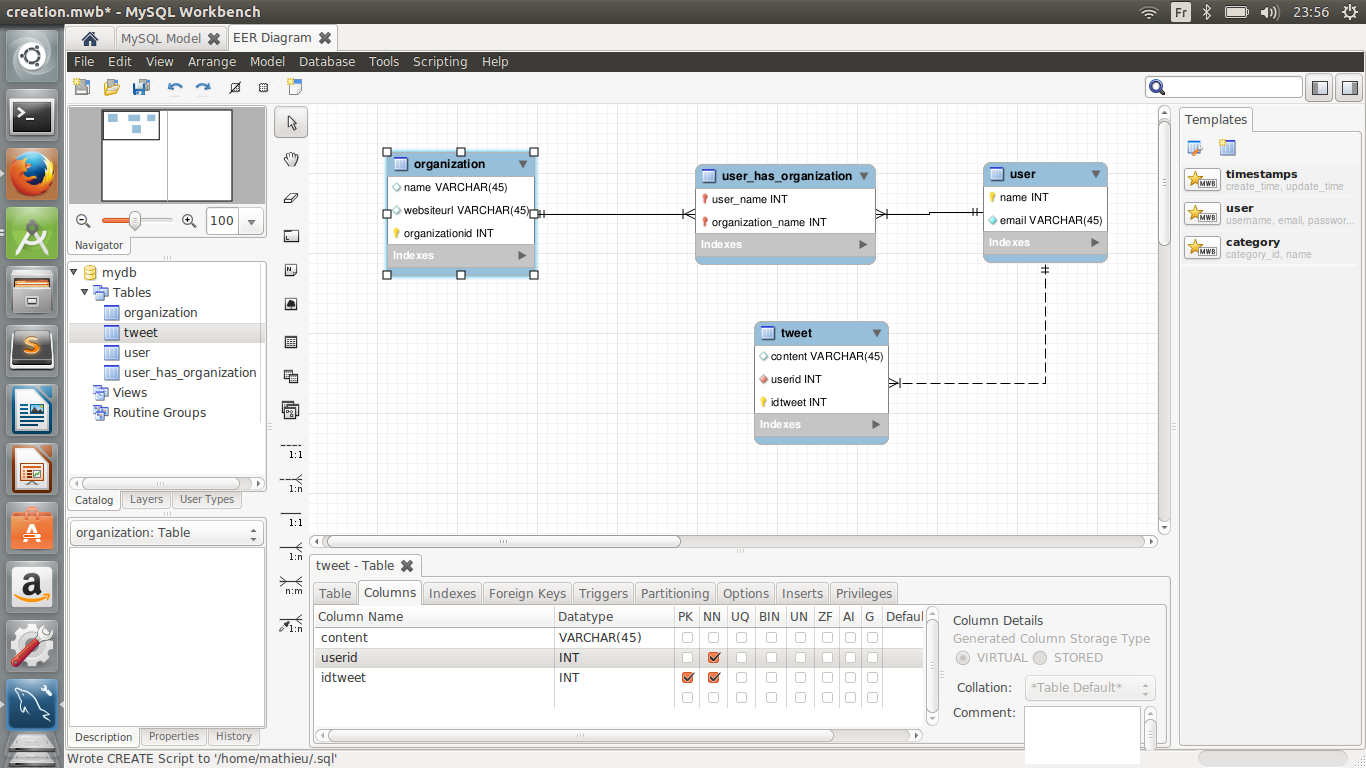 creation.mwb* - MySQL Workbench
Fr
23:56
MySQL Model
EER Diagram
File Edit View Arrange Model Database Tools Scripting Help
100
Navigator
mydb
Tables
organization
tweet
user
user_has_organization
Views
Routine Groups
Catalog Layers User Types
organization: Table
Description Properties History
1:1
1:n
1:1
1:n
n:m
1:n
organization
name VARCHAR(45)
websiteurl VARCHAR(45)
organizationid INT
Indexes
user_has_organization
user_name INT
organization_name INT
Indexes
user
name INT
email VARCHAR(45)
Indexes
tweet
content VARCHAR(45)
userid INT
idtweet INT
Indexes
Templates
timestamps
create_time, update_time
user
username, email, passwor...
category
category_id, name
tweet - Table
Table Columns Indexes Foreign Keys Triggers Partitioning Options Inserts Privileges
Column Name Datatype PK NN UQ BIN UN ZF AI G Defaul
content VARCHAR(45)
userid INT
idtweet INT
Column Details
Generated Column Storage Type
VIRTUAL STORED
Collation: *Table Default*
Comment:
Wrote CREATE Script to '/home/mathieu/.sql'